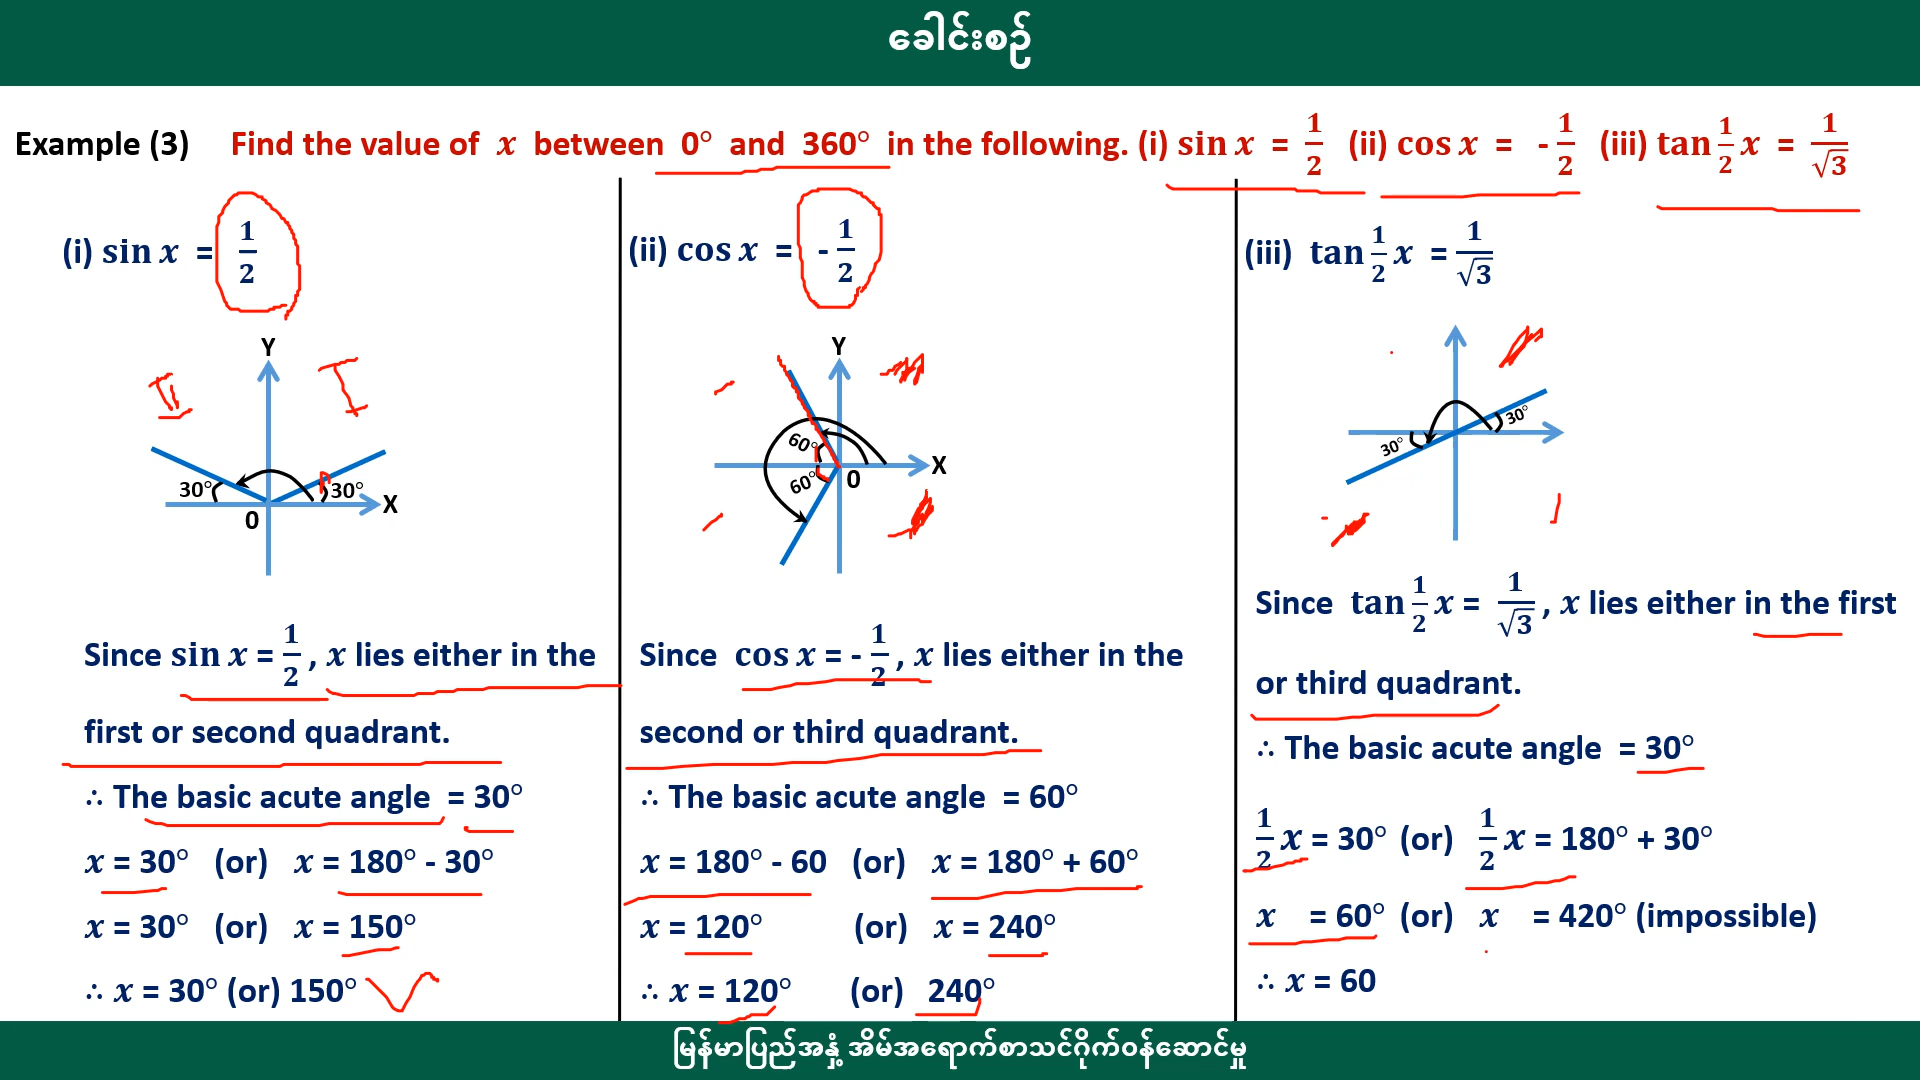 ခေါင်းစဉ်
Example (3) Find the value of x between 0° and 360° in the following. (i) sin x = 1/2 (ii) cos x = - 1/2 (iii) tan 1/2 x = 1/√3
(i) sin x = 1/2
Y
II I
30° 30°
0 X
Since sin x = 1/2 , x lies either in the
first or second quadrant.
∴ The basic acute angle = 30°
x = 30° (or) x = 180° - 30°
x = 30° (or) x = 150°
∴ x = 30° (or) 150°
(ii) cos x = - 1/2
Y
60°
60°
0 X
Since cos x = - 1/2 , x lies either in the
second or third quadrant.
∴ The basic acute angle = 60°
x = 180° - 60 (or) x = 180° + 60°
x = 120° (or) x = 240°
∴ x = 120° (or) 240°
(iii) tan 1/2 x = 1/√3
30°
30°
Since tan 1/2 x = 1/√3 , x lies either in the first
or third quadrant.
∴ The basic acute angle = 30°
1/2 x = 30° (or) 1/2 x = 180° + 30°
x = 60° (or) x = 420° (impossible)
∴ x = 60
မြန်မာပြည်အနှံ့ အိမ်အရောက်စာသင်ဂိုက်ဝန်ဆောင်မှု